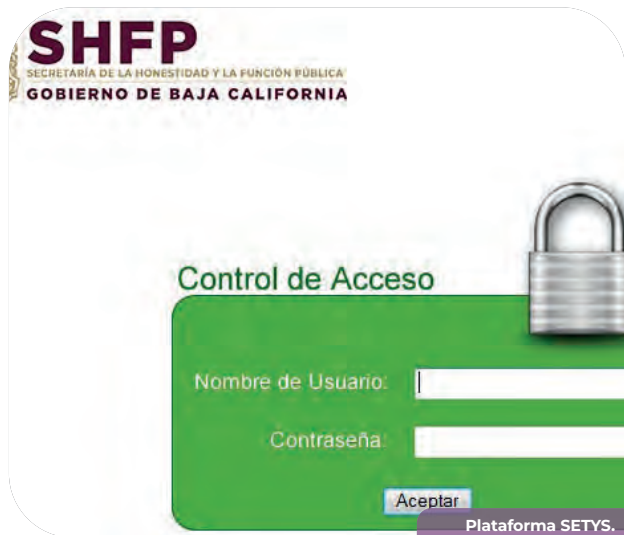 SHFP
SECRETARÍA DE LA HONESTIDAD Y LA FUNCIÓN PÚBLICA
GOBIERNO DE BAJA CALIFORNIA
Control de Acceso
Nombre de Usuario:
Contraseña:
Aceptar
Plataforma SETYS.